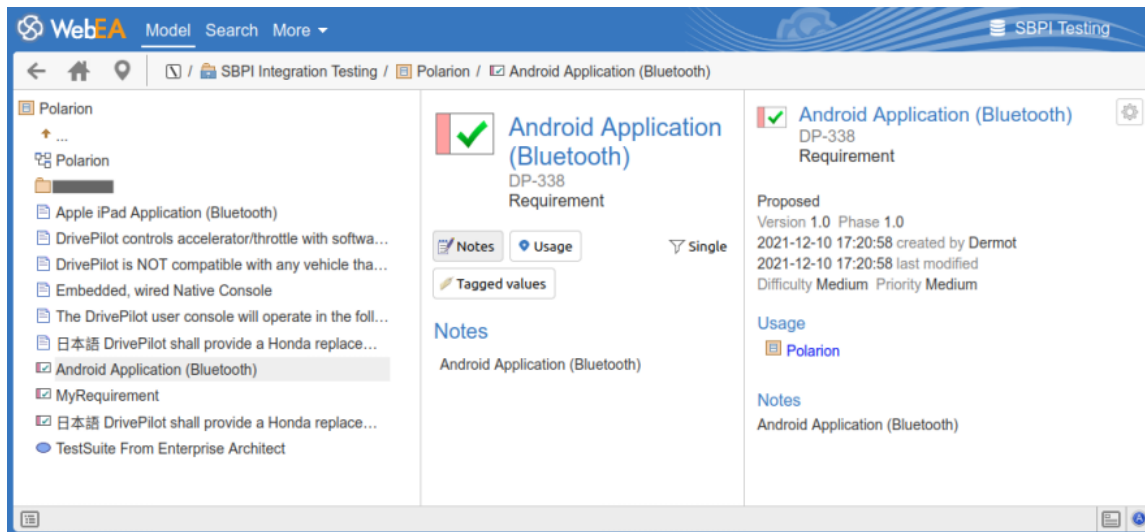 WebEA Model Search More SBPI Testing
/ SBPI Integration Testing / Polarion / Android Application (Bluetooth)
Polarion
...
Polarion
Apple iPad Application (Bluetooth)
DrivePilot controls accelerator/throttle with softwa...
DrivePilot is NOT compatible with any vehicle tha...
Embedded, wired Native Console
The DrivePilot user console will operate in the foll...
日本語 DrivePilot shall provide a Honda replace...
Android Application (Bluetooth)
MyRequirement
日本語 DrivePilot shall provide a Honda replace...
TestSuite From Enterprise Architect
Android Application
(Bluetooth)
DP-338
Requirement
Notes Usage Single
Tagged values
Notes
Android Application (Bluetooth)
Android Application (Bluetooth)
DP-338
Requirement
Proposed
Version 1.0 Phase 1.0
2021-12-10 17:20:58 created by Dermot
2021-12-10 17:20:58 last modified
Difficulty Medium Priority Medium
Usage
Polarion
Notes
Android Application (Bluetooth)